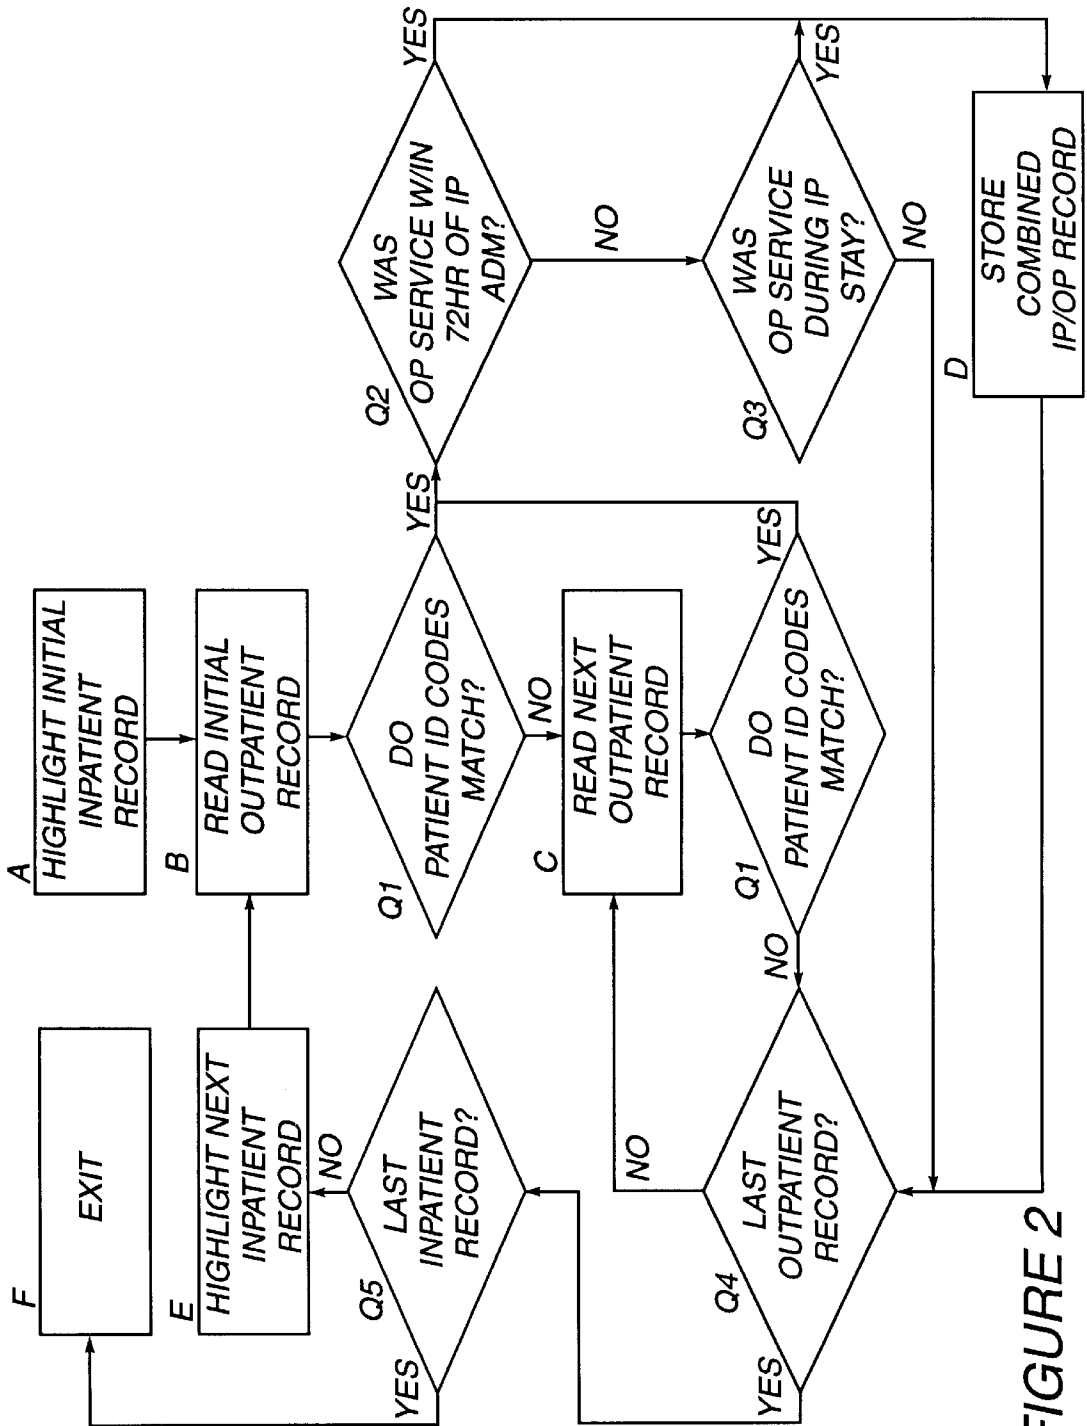 A
HIGHLIGHT INITIAL
INPATIENT
RECORD
B
READ INITIAL
OUTPATIENT
RECORD
Q1
DO
PATIENT ID CODES
MATCH?
YES
NO
C
READ NEXT
OUTPATIENT
RECORD
Q1
DO
PATIENT ID CODES
MATCH?
YES
NO
Q2
WAS
OP SERVICE W/IN
72HR OF IP
ADM?
YES
NO
Q3
WAS
OP SERVICE
DURING IP
STAY?
YES
NO
D
STORE
COMBINED
IP/OP RECORD
Q4
LAST
OUTPATIENT
RECORD?
NO
YES
Q5
LAST
INPATIENT
RECORD?
NO
YES
E
HIGHLIGHT NEXT
INPATIENT
RECORD
F
EXIT
FIGURE 2